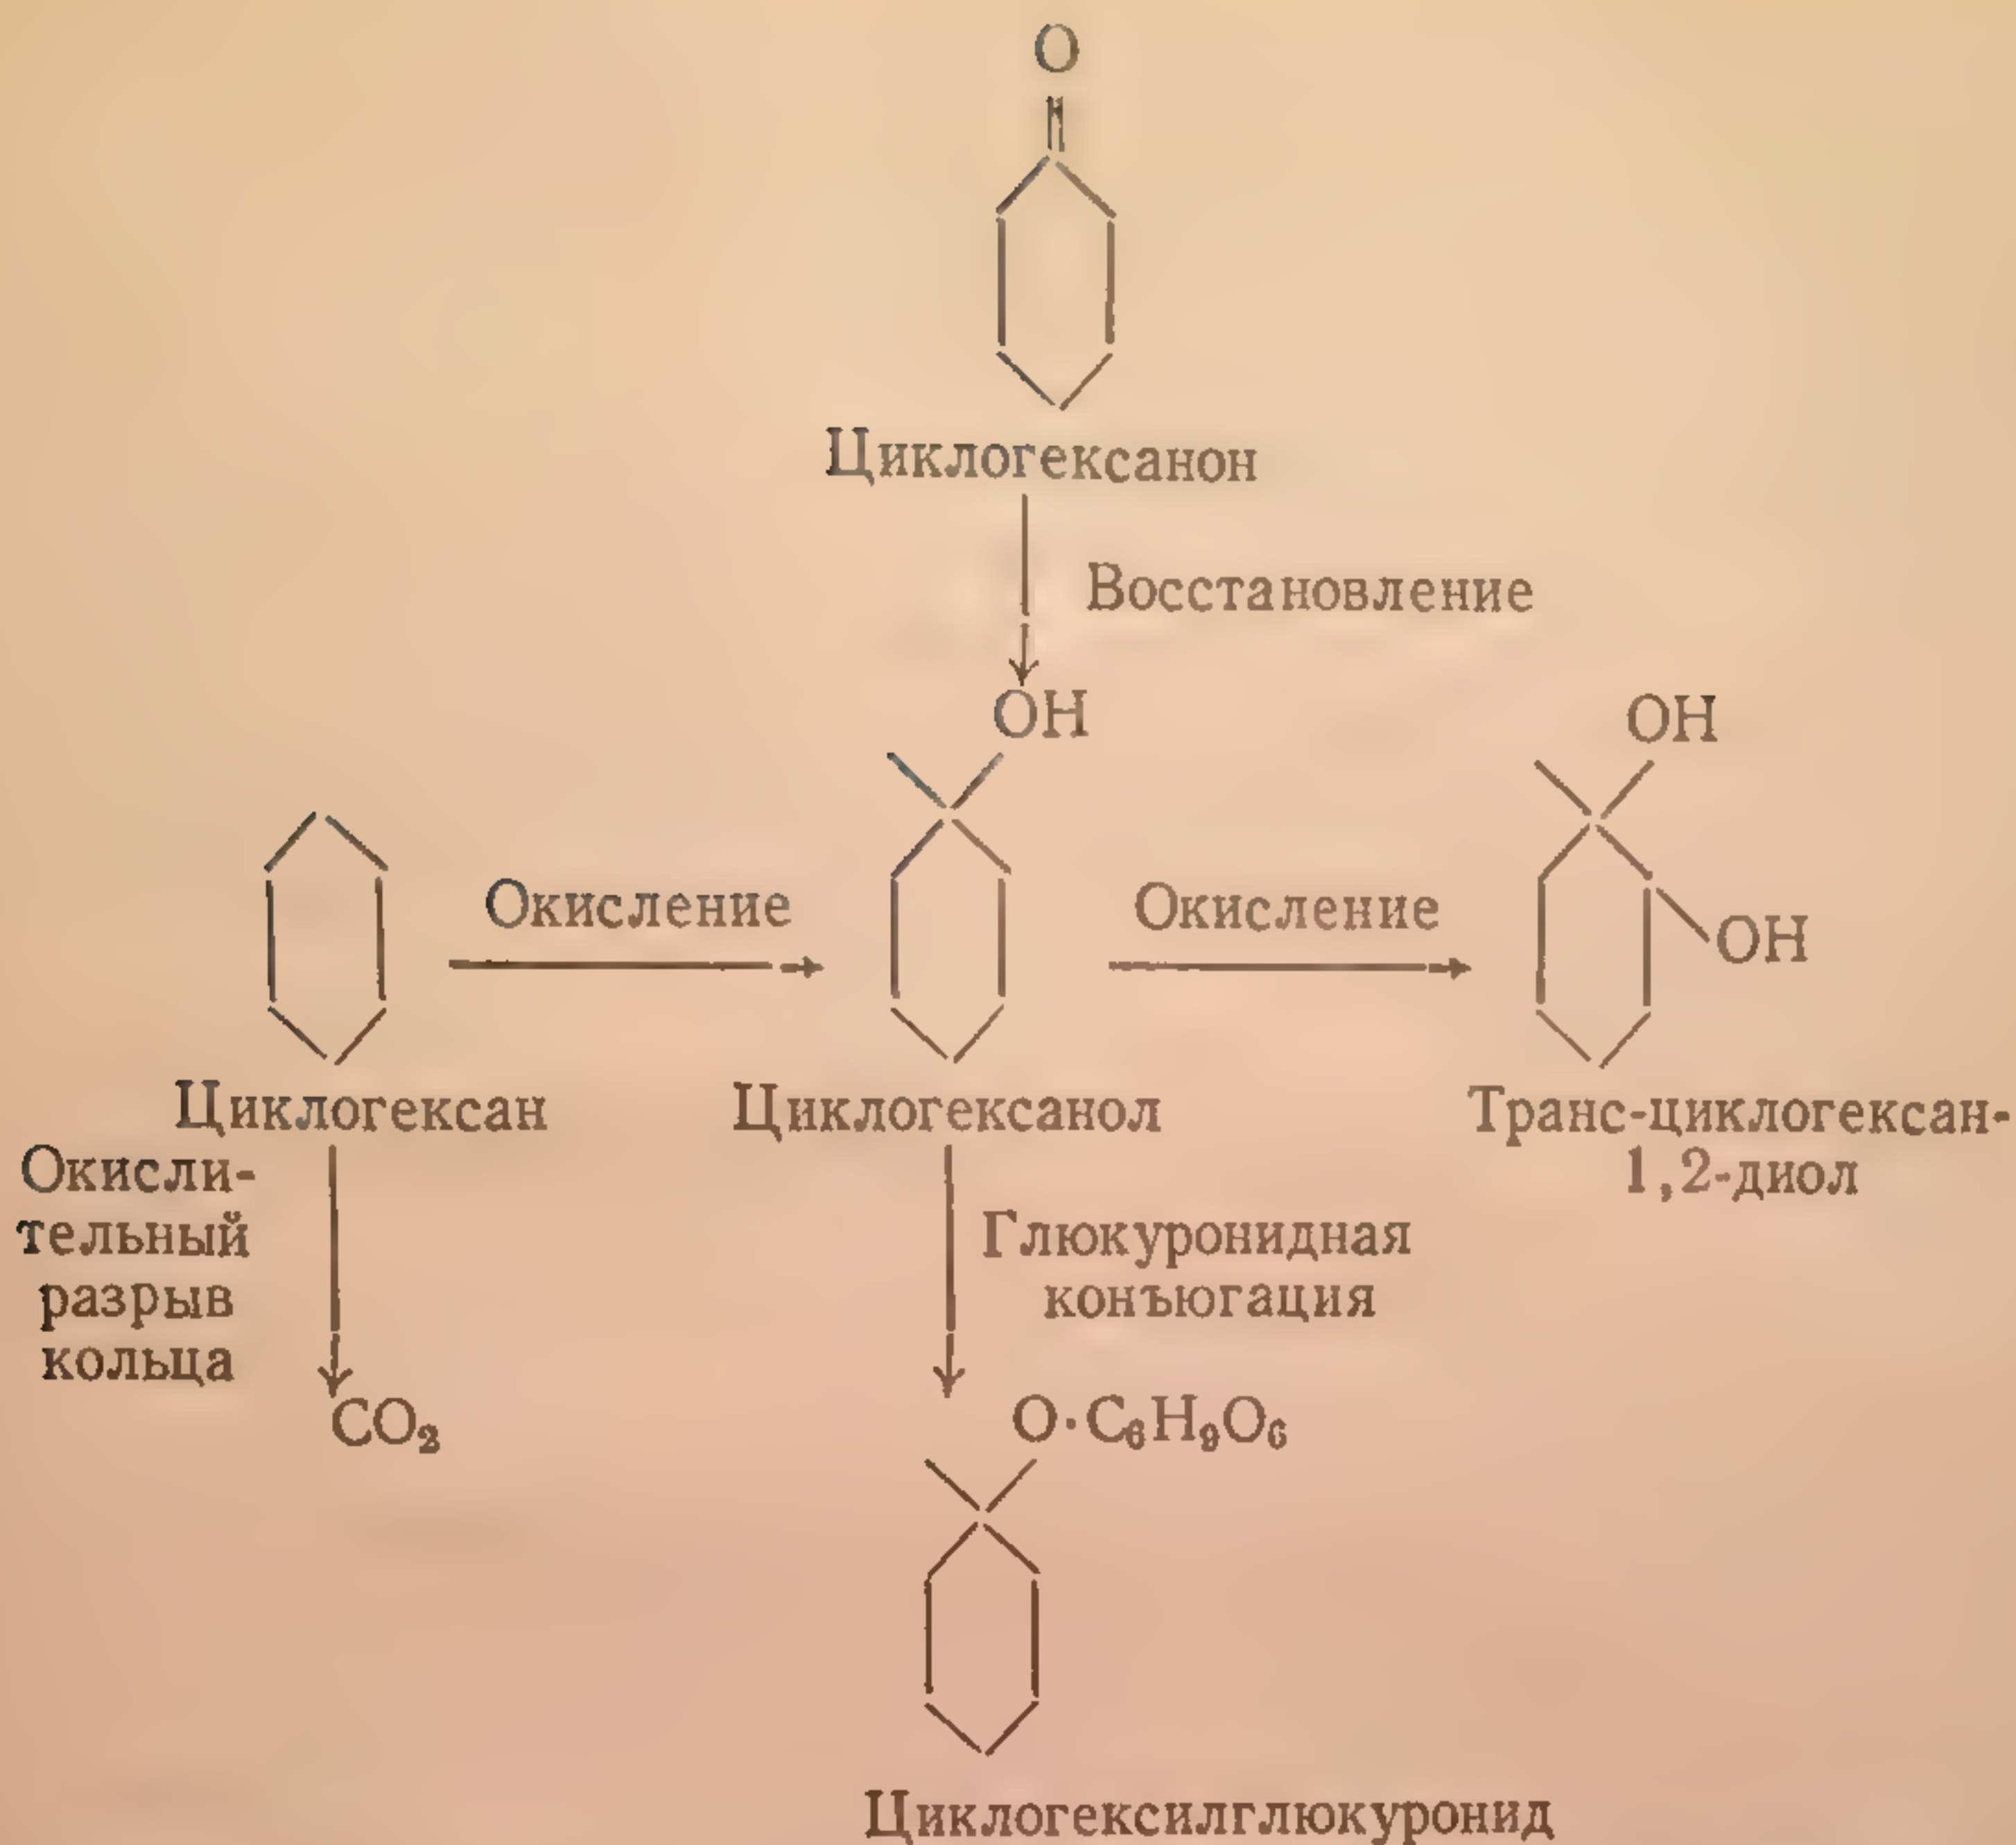 O
Циклогексанон
Восстановление
OH
OH
Окисление
Окисление
OH
Циклогексан
Циклогексанол
Транс-циклогексан-
1,2-диол
Окисли-
тельный
разрыв
кольца
Глюкуронидная
конъюгация
CO₂
O·C₆H₉O₆
Циклогексилглюкуронид